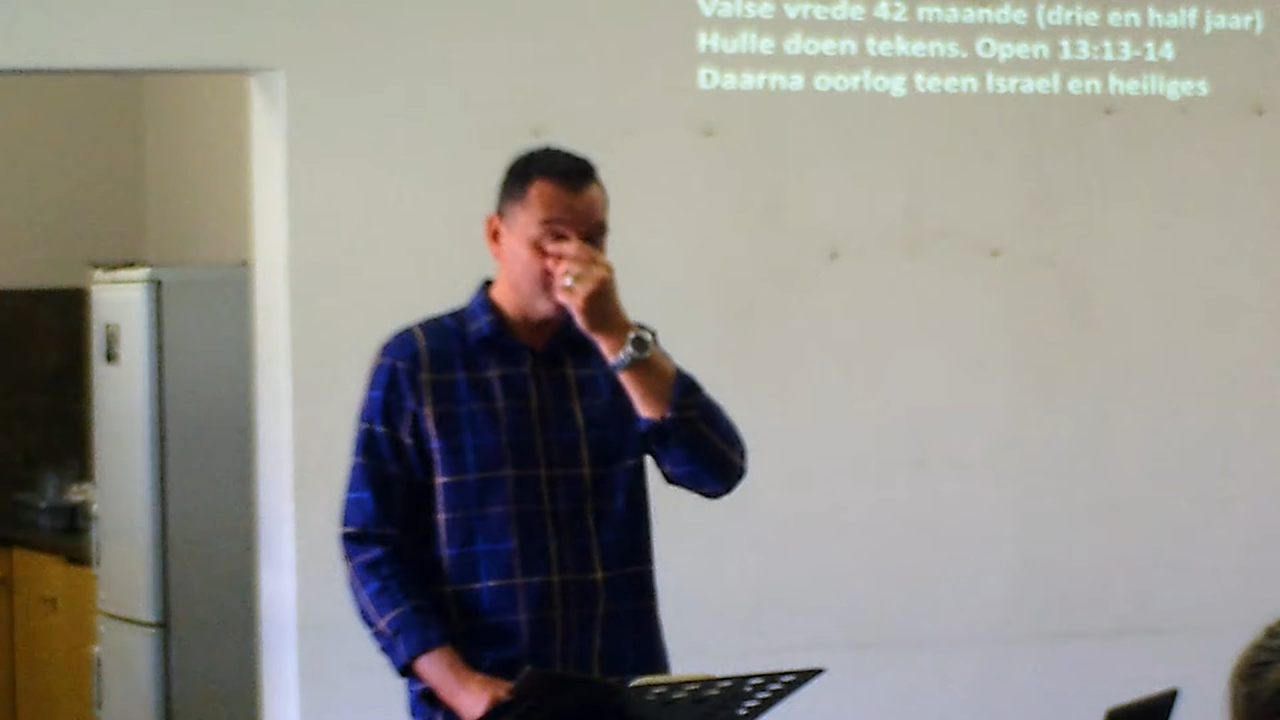 Valse vrede 42 maande (drie en half jaar)
Hulle doen tekens. Open 13:13-14
Daarna oorlog teen Israel en heiliges